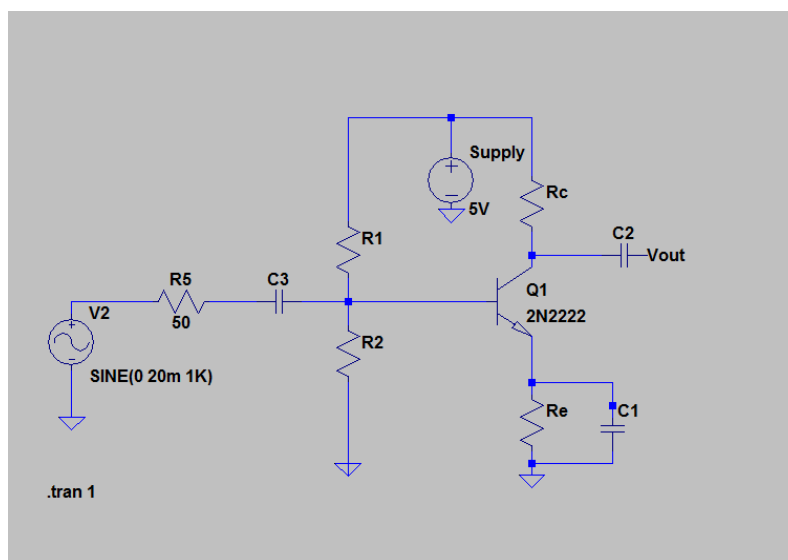 Supply
5V
Rc
R1
C2
Vout
R5
50
C3
Q1
2N2222
V2
SINE(0 20m 1K)
R2
Re
C1
.tran 1